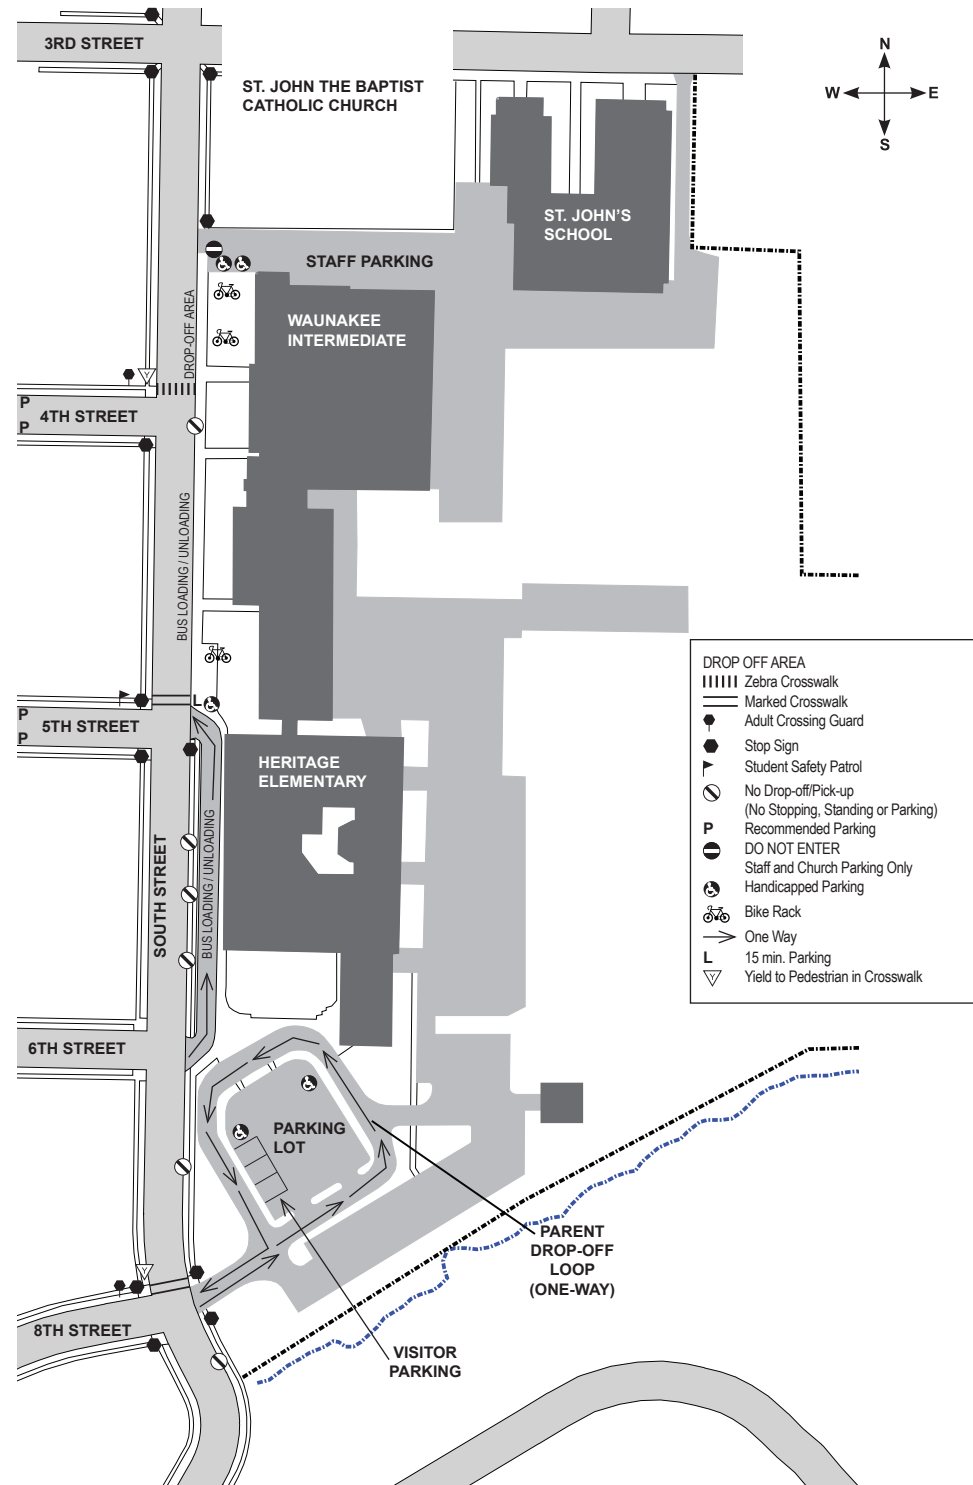 3RD STREET
ST. JOHN THE BAPTIST
CATHOLIC CHURCH
N
W
E
S
ST. JOHN'S
SCHOOL
STAFF PARKING
DROP-OFF AREA
WAUNAKEE
INTERMEDIATE
Y
P
4TH STREET
P
BUS LOADING / UNLOADING
L
P
5TH STREET
P
HERITAGE
ELEMENTARY
SOUTH STREET
BUS LOADING / UNLOADING
DROP OFF AREA
Zebra Crosswalk
Marked Crosswalk
Adult Crossing Guard
Stop Sign
Student Safety Patrol
No Drop-off/Pick-up
(No Stopping, Standing or Parking)
P Recommended Parking
DO NOT ENTER
Staff and Church Parking Only
Handicapped Parking
Bike Rack
One Way
L 15 min. Parking
Y Yield to Pedestrian in Crosswalk
6TH STREET
PARKING
LOT
PARENT
DROP-OFF
LOOP
(ONE-WAY)
Y
8TH STREET
VISITOR
PARKING